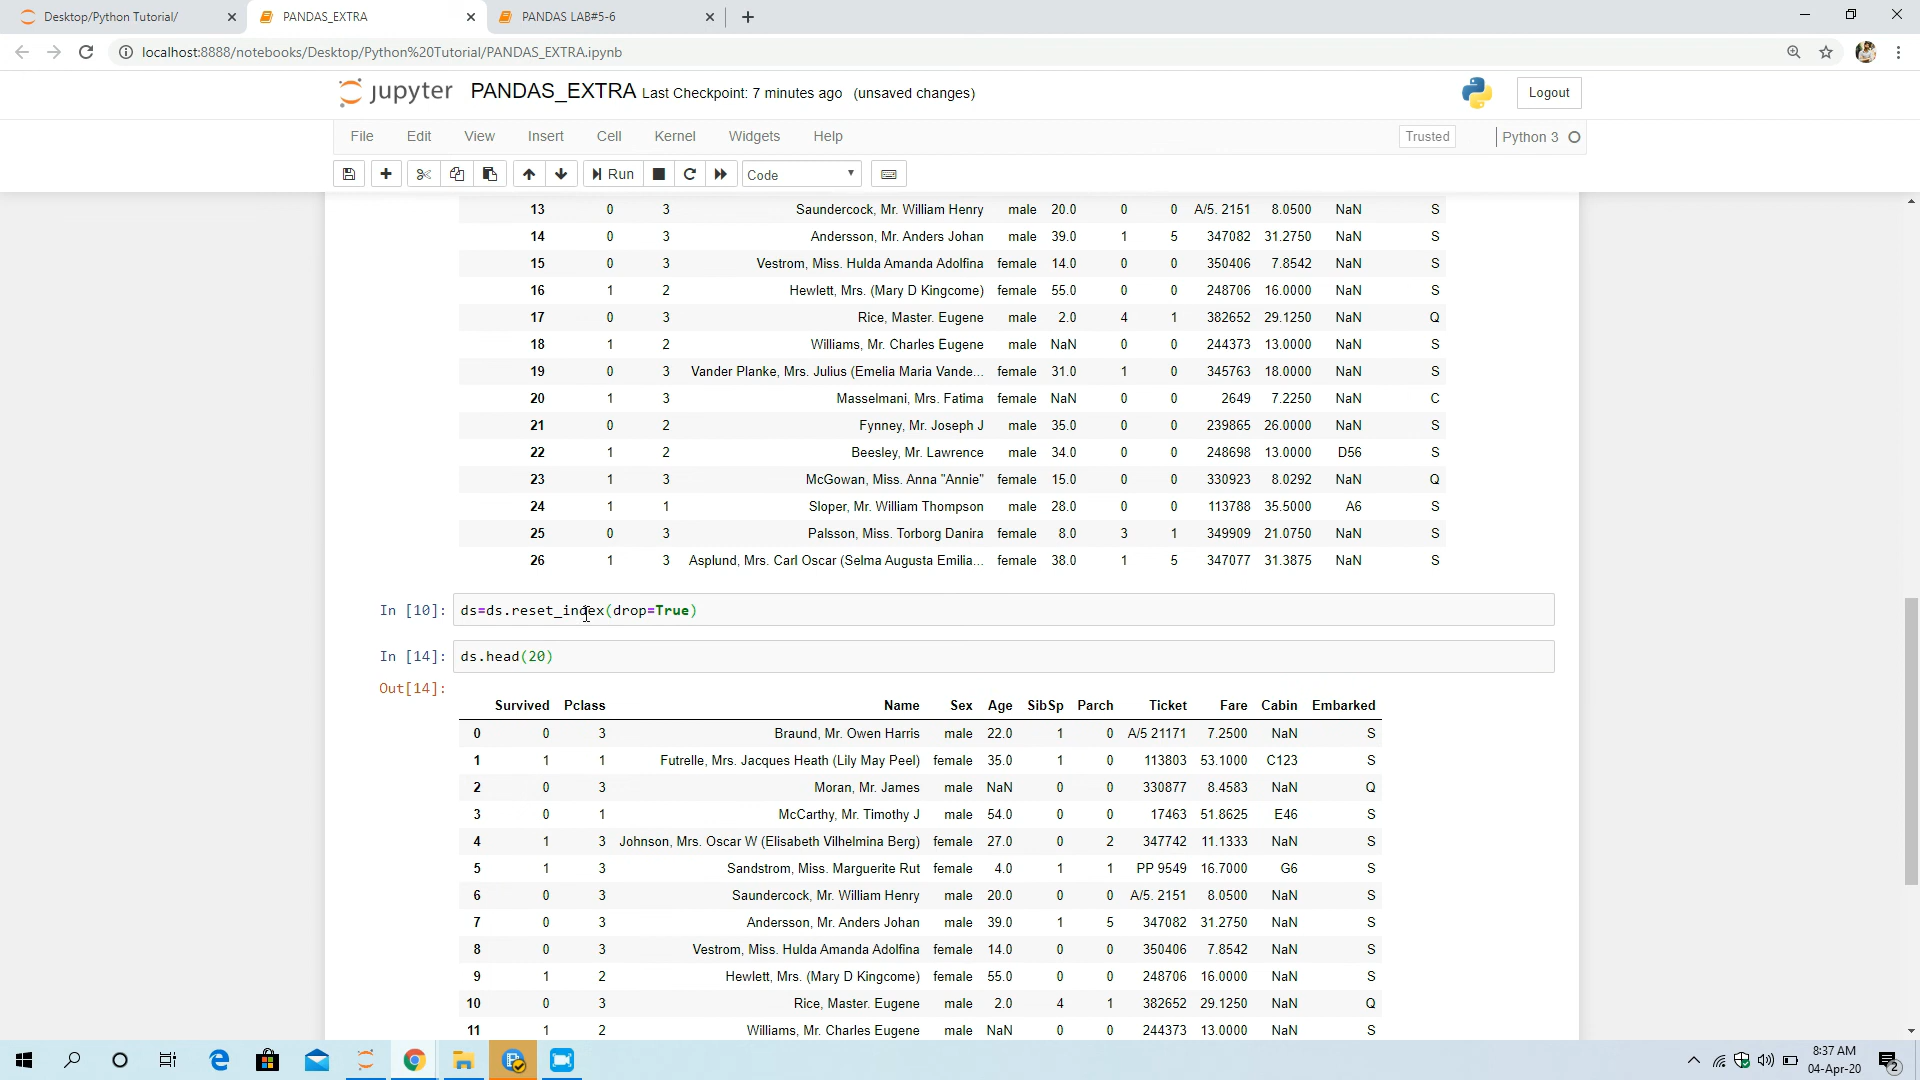 Desktop/Python Tutorial/
PANDAS_EXTRA
PANDAS LAB#5-6
localhost:8888/notebooks/Desktop/Python%20Tutorial/PANDAS_EXTRA.ipynb
jupyter PANDAS_EXTRA Last Checkpoint: 7 minutes ago (unsaved changes)
Logout
File Edit View Insert Cell Kernel Widgets Help Trusted Python 3
Run Code
13 0 3 Saundercock, Mr. William Henry male 20.0 0 0 A/5. 2151 8.0500 NaN S
14 0 3 Andersson, Mr. Anders Johan male 39.0 1 5 347082 31.2750 NaN S
15 0 3 Vestrom, Miss. Hulda Amanda Adolfina female 14.0 0 0 350406 7.8542 NaN S
16 1 2 Hewlett, Mrs. (Mary D Kingcome) female 55.0 0 0 248706 16.0000 NaN S
17 0 3 Rice, Master. Eugene male 2.0 4 1 382652 29.1250 NaN Q
18 1 2 Williams, Mr. Charles Eugene male NaN 0 0 244373 13.0000 NaN S
19 0 3 Vander Planke, Mrs. Julius (Emelia Maria Vande... female 31.0 1 0 345763 18.0000 NaN S
20 1 3 Masselmani, Mrs. Fatima female NaN 0 0 2649 7.2250 NaN C
21 0 2 Fynney, Mr. Joseph J male 35.0 0 0 239865 26.0000 NaN S
22 1 2 Beesley, Mr. Lawrence male 34.0 0 0 248698 13.0000 D56 S
23 1 3 McGowan, Miss. Anna "Annie" female 15.0 0 0 330923 8.0292 NaN Q
24 1 1 Sloper, Mr. William Thompson male 28.0 0 0 113788 35.5000 A6 S
25 0 3 Palsson, Miss. Torborg Danira female 8.0 3 1 349909 21.0750 NaN S
26 1 3 Asplund, Mrs. Carl Oscar (Selma Augusta Emilia... female 38.0 1 5 347077 31.3875 NaN S
In [10]: ds=ds.reset_index(drop=True)
In [14]: ds.head(20)
Out[14]:
Survived Pclass Name Sex Age SibSp Parch Ticket Fare Cabin Embarked
0 0 3 Braund, Mr. Owen Harris male 22.0 1 0 A/5 21171 7.2500 NaN S
1 1 1 Futrelle, Mrs. Jacques Heath (Lily May Peel) female 35.0 1 0 113803 53.1000 C123 S
2 0 3 Moran, Mr. James male NaN 0 0 330877 8.4583 NaN Q
3 0 1 McCarthy, Mr. Timothy J male 54.0 0 0 17463 51.8625 E46 S
4 1 3 Johnson, Mrs. Oscar W (Elisabeth Vilhelmina Berg) female 27.0 0 2 347742 11.1333 NaN S
5 1 3 Sandstrom, Miss. Marguerite Rut female 4.0 1 1 PP 9549 16.7000 G6 S
6 0 3 Saundercock, Mr. William Henry male 20.0 0 0 A/5. 2151 8.0500 NaN S
7 0 3 Andersson, Mr. Anders Johan male 39.0 1 5 347082 31.2750 NaN S
8 0 3 Vestrom, Miss. Hulda Amanda Adolfina female 14.0 0 0 350406 7.8542 NaN S
9 1 2 Hewlett, Mrs. (Mary D Kingcome) female 55.0 0 0 248706 16.0000 NaN S
10 0 3 Rice, Master. Eugene male 2.0 4 1 382652 29.1250 NaN Q
11 1 2 Williams, Mr. Charles Eugene male NaN 0 0 244373 13.0000 NaN S
8:37 AM
04-Apr-20
2